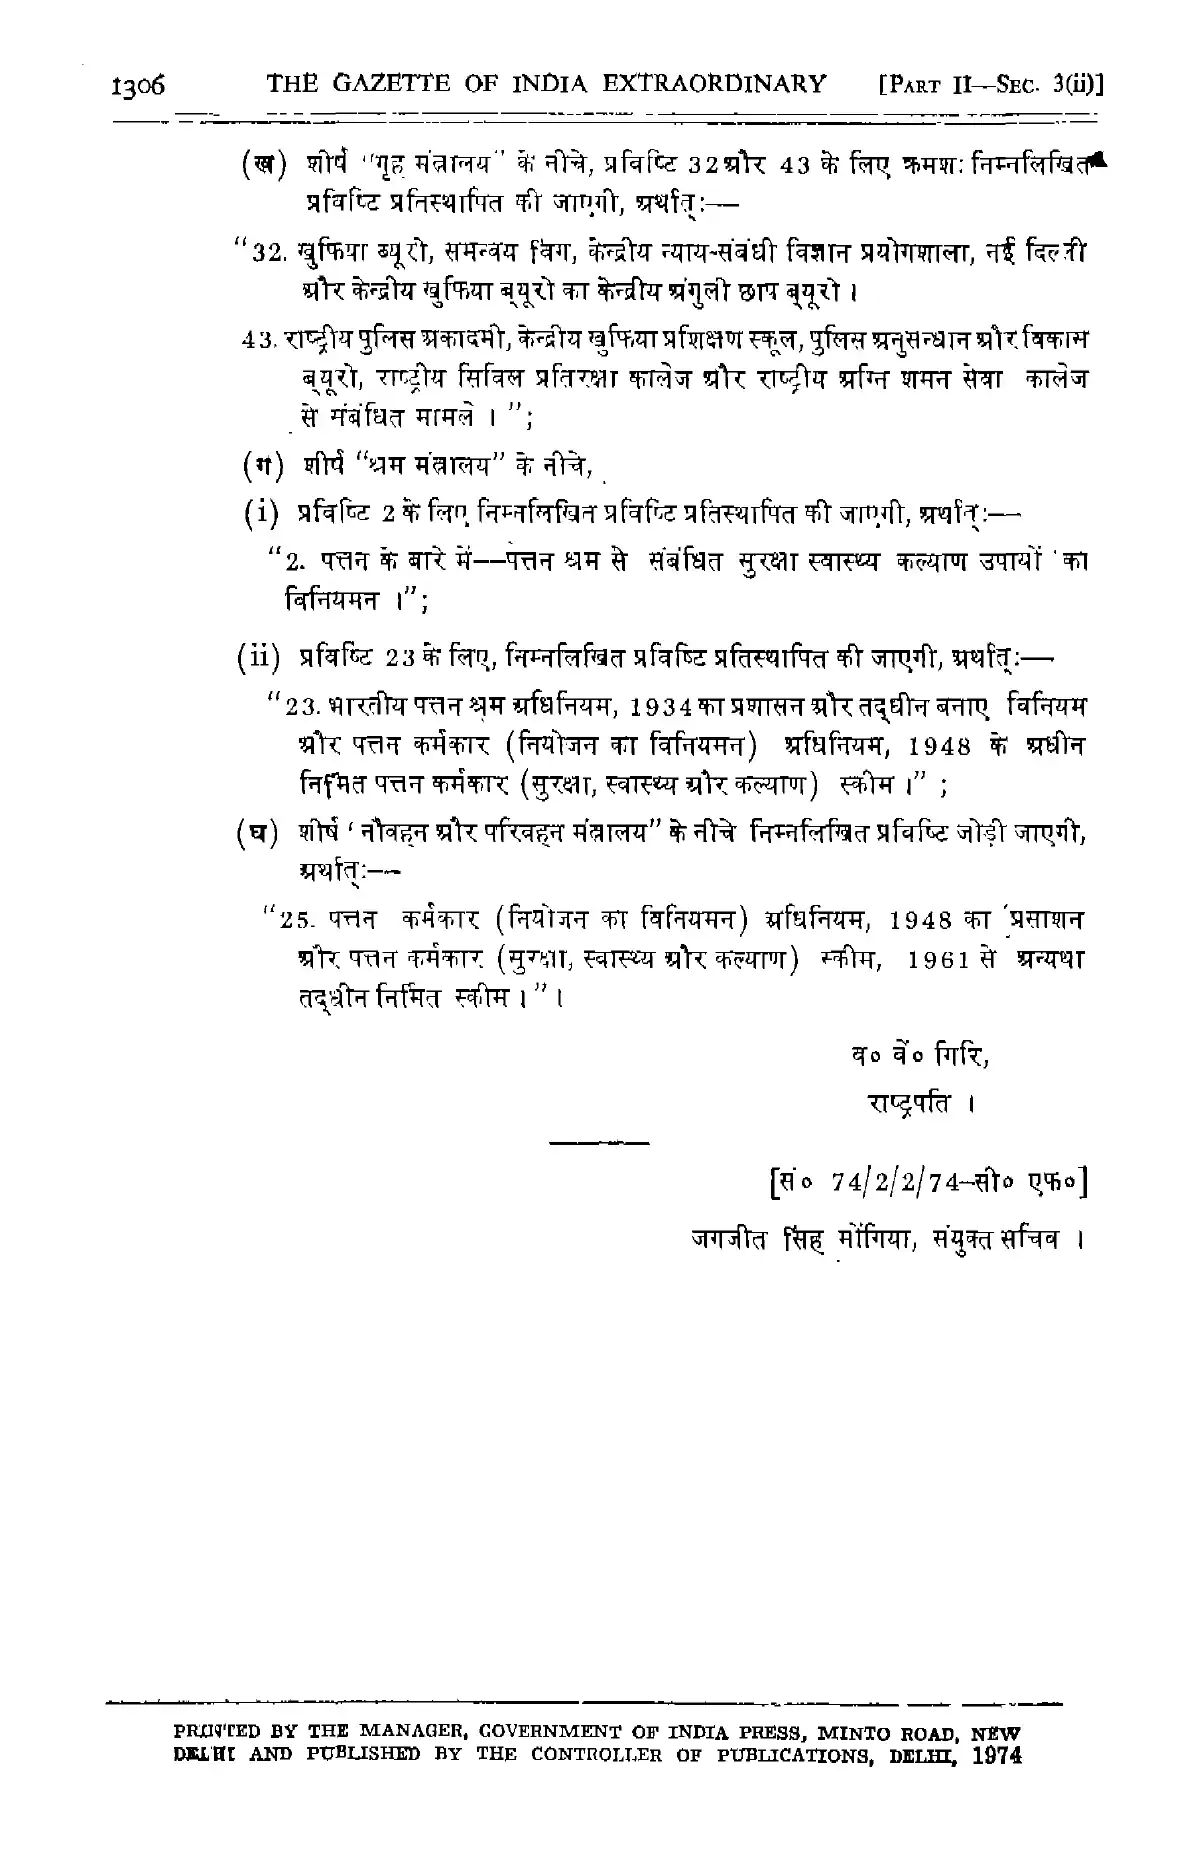 1306 THE GAZETTE OF INDIA EXTRAORDINARY [PART II—SEC. 3(ii)]
(ख) शीर्ष "गृह मंत्रालय" के नीचे, प्रविष्टि 32 और 43 के लिए क्रमशः निम्नलिखित
प्रविष्टि प्रतिस्थापित की जाएगी, अर्थात्:—
"32. खुफिया ब्यूरो, समन्वय विंग, केन्द्रीय न्याय-संबंधी विज्ञान प्रयोगशाला, नई दिल्ली
और केन्द्रीय खुफिया ब्यूरो का केन्द्रीय अंगुली छाप ब्यूरो ।
43. राष्ट्रीय पुलिस अकादमी, केन्द्रीय खुफिया प्रशिक्षण स्कूल, पुलिस अनुसन्धान और विकास
ब्यूरो, राष्ट्रीय सिविल प्रतिरक्षा कालेज और राष्ट्रीय अग्नि शमन सेवा कालेज
से संबंधित मामले । ";
(ग) शीर्ष "श्रम मंत्रालय" के नीचे,
(i) प्रविष्टि 2 के लिए निम्नलिखित प्रविष्टि प्रतिस्थापित की जाएगी, अर्थात्:—
"2. पत्तन के बारे में—पत्तन श्रम से संबंधित सुरक्षा स्वास्थ्य कल्याण उपायों का
विनियमन ।";
(ii) प्रविष्टि 23 के लिए, निम्नलिखित प्रविष्टि प्रतिस्थापित की जाएगी, अर्थात्:—
"23. भारतीय पत्तन श्रम अधिनियम, 1934 का प्रशासन और तद्धीन बनाए विनियम
और पत्तन कर्मकार (नियोजन का विनियमन) अधिनियम, 1948 के अधीन
निर्मित पत्तन कर्मकार (सुरक्षा, स्वास्थ्य और कल्याण) स्कीम ।" ;
(घ) शीर्ष ' नौवहन और परिवहन मंत्रालय" के नीचे निम्नलिखित प्रविष्टि जोड़ी जाएगी,
अर्थात्:—
"25. पत्तन कर्मकार (नियोजन का विनियमन) अधिनियम, 1948 का प्रसाशन
और पत्तन कर्मकार (सुरक्षा, स्वास्थ्य और कल्याण) स्कीम, 1961 से अन्यथा
तद्धीन निर्मित स्कीम । " ।
व० वें० गिरि,
राष्ट्रपति ।
[सं० 74/2/2/74-सी० एफ०]
जगजीत सिंह मोंगिया, संयुक्त सचिव ।
PRINTED BY THE MANAGER, GOVERNMENT OF INDIA PRESS, MINTO ROAD, NEW
DELHI AND PUBLISHED BY THE CONTROLLER OF PUBLICATIONS, DELHI, 1974